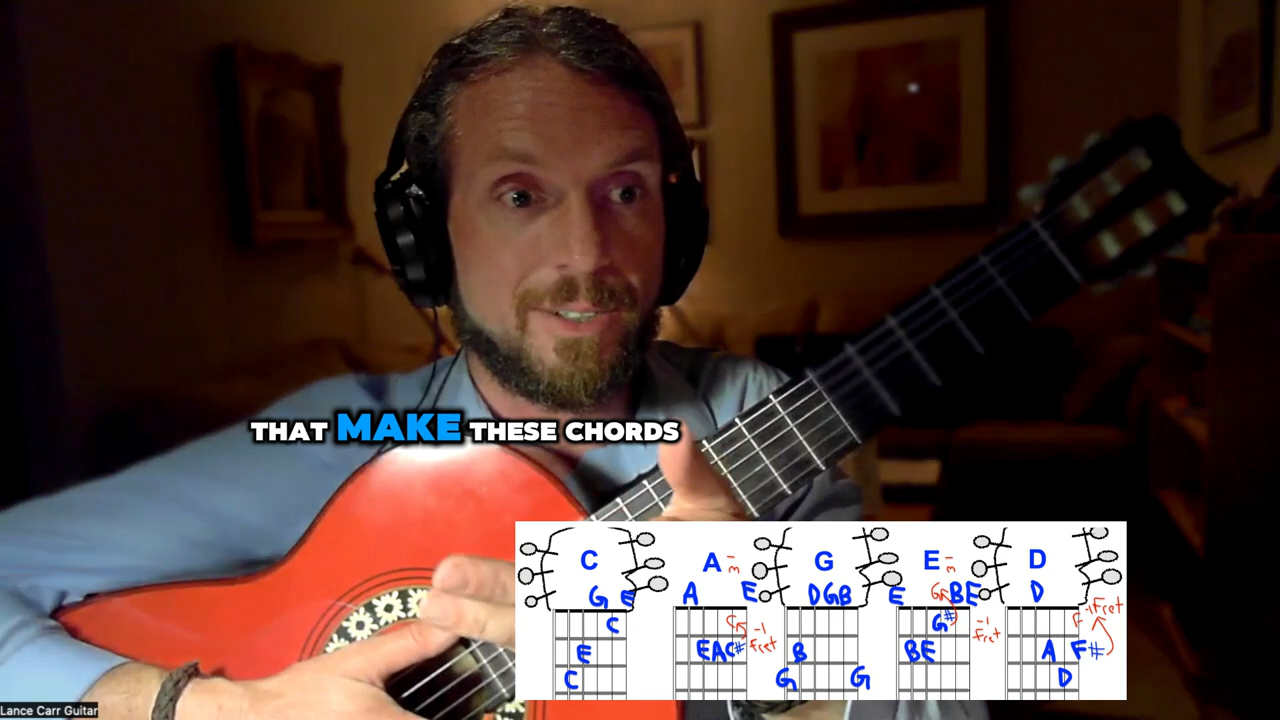 THAT MAKE THESE CHORDS
C A -m G E -m D
G E A E D G B E G B E D
C C -1 Fret G# -1 Fret F -1 Fret
E E A C# B B E A F#
C G G D
Lance Carr Guitar